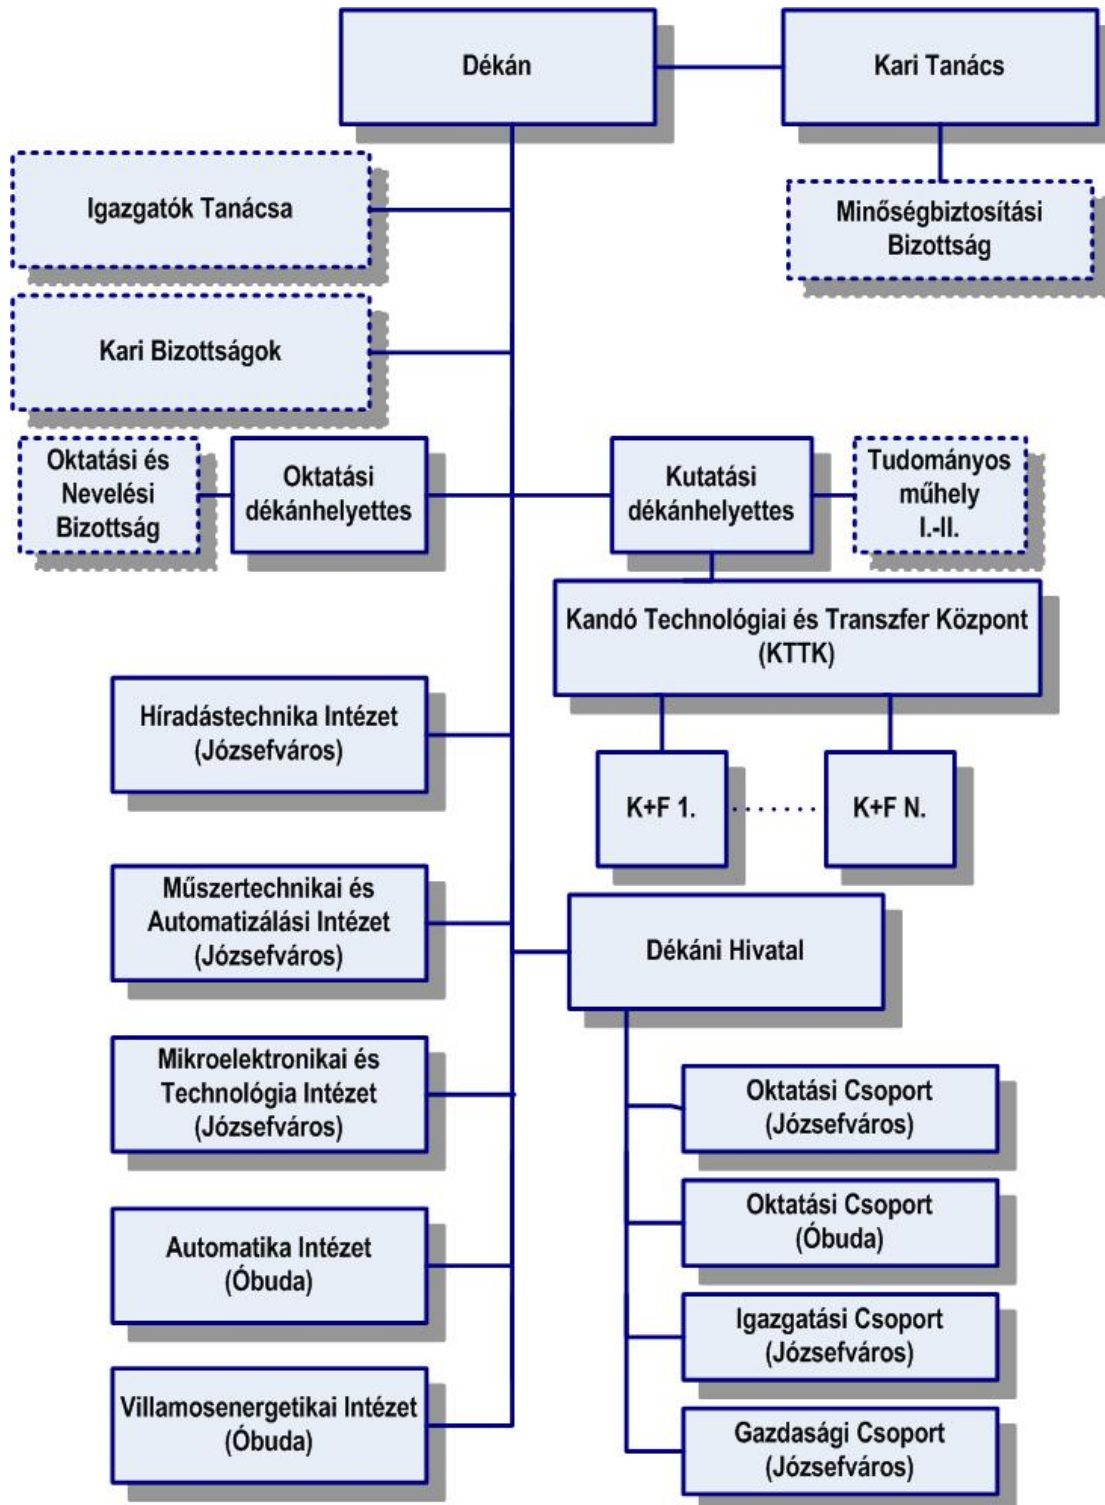 Dékán
Kari Tanács
Igazgatók Tanácsa
Minőségbiztosítási
Bizottság
Kari Bizottságok
Oktatási és
Nevelési
Bizottság
Oktatási
dékánhelyettes
Kutatási
dékánhelyettes
Tudományos
műhely
I.-II.
Kandó Technológiai és Transzfer Központ
(KTTK)
Híradástechnika Intézet
(Józsefváros)
K+F 1.
K+F N.
Műszertechnikai és
Automatizálási Intézet
(Józsefváros)
Dékáni Hivatal
Mikroelektronikai és
Technológia Intézet
(Józsefváros)
Oktatási Csoport
(Józsefváros)
Oktatási Csoport
(Óbuda)
Automatika Intézet
(Óbuda)
Igazgatási Csoport
(Józsefváros)
Villamosenergetikai Intézet
(Óbuda)
Gazdasági Csoport
(Józsefváros)